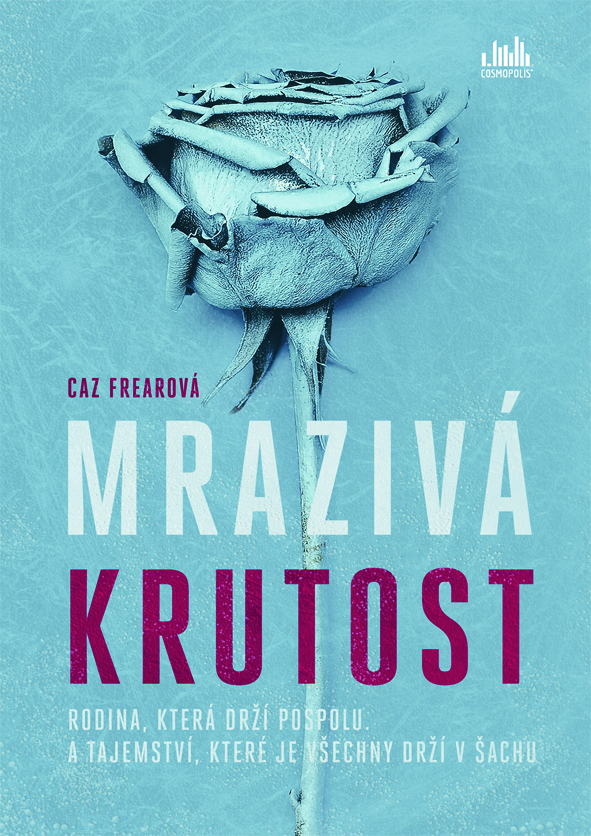 COSMOPOLIS®
CAZ FREAROVÁ
MRAZIVÁ
KRUTOST
RODINA, KTERÁ DRŽÍ POSPOLU.
A TAJEMSTVÍ, KTERÉ JE VŠECHNY DRŽÍ V ŠACHU